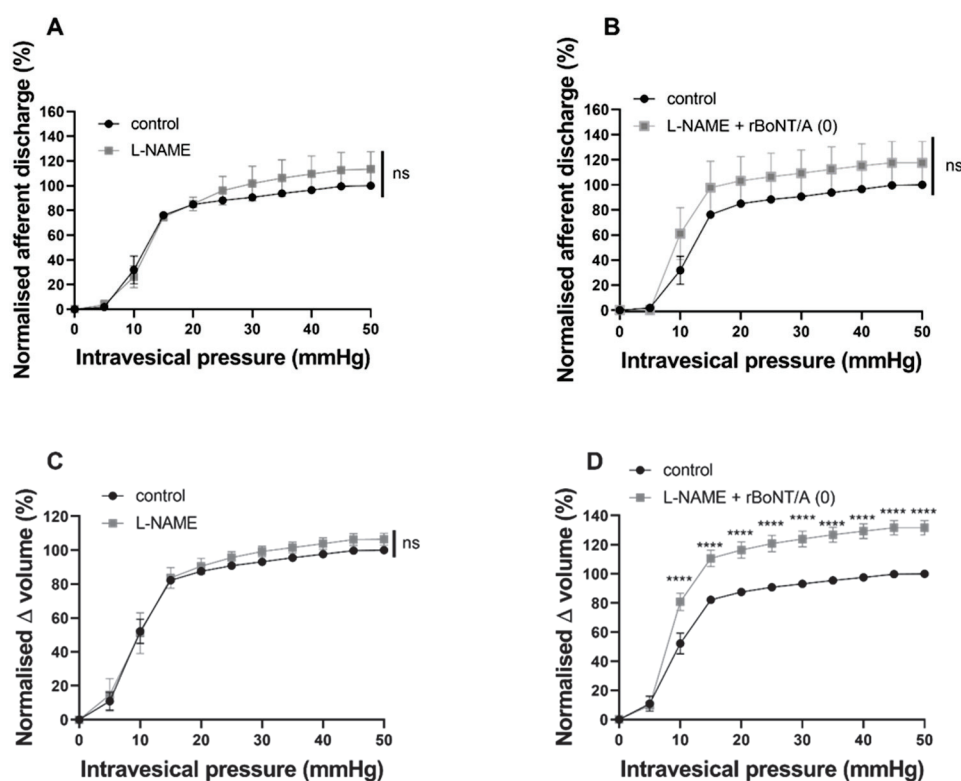 A
Normalised afferent discharge (%)
160
140
120
100
80
60
40
20
0
control
L-NAME
ns
0 10 20 30 40 50
Intravesical pressure (mmHg)
B
Normalised afferent discharge (%)
160
140
120
100
80
60
40
20
0
control
L-NAME + rBoNT/A (0)
ns
0 10 20 30 40 50
Intravesical pressure (mmHg)
C
Normalised Δ volume (%)
120
100
80
60
40
20
0
control
L-NAME
ns
0 10 20 30 40 50
Intravesical pressure (mmHg)
D
Normalised Δ volume (%)
140
120
100
80
60
40
20
0
control
L-NAME + rBoNT/A (0)
**** **** **** **** **** **** **** **** ****
0 10 20 30 40 50
Intravesical pressure (mmHg)